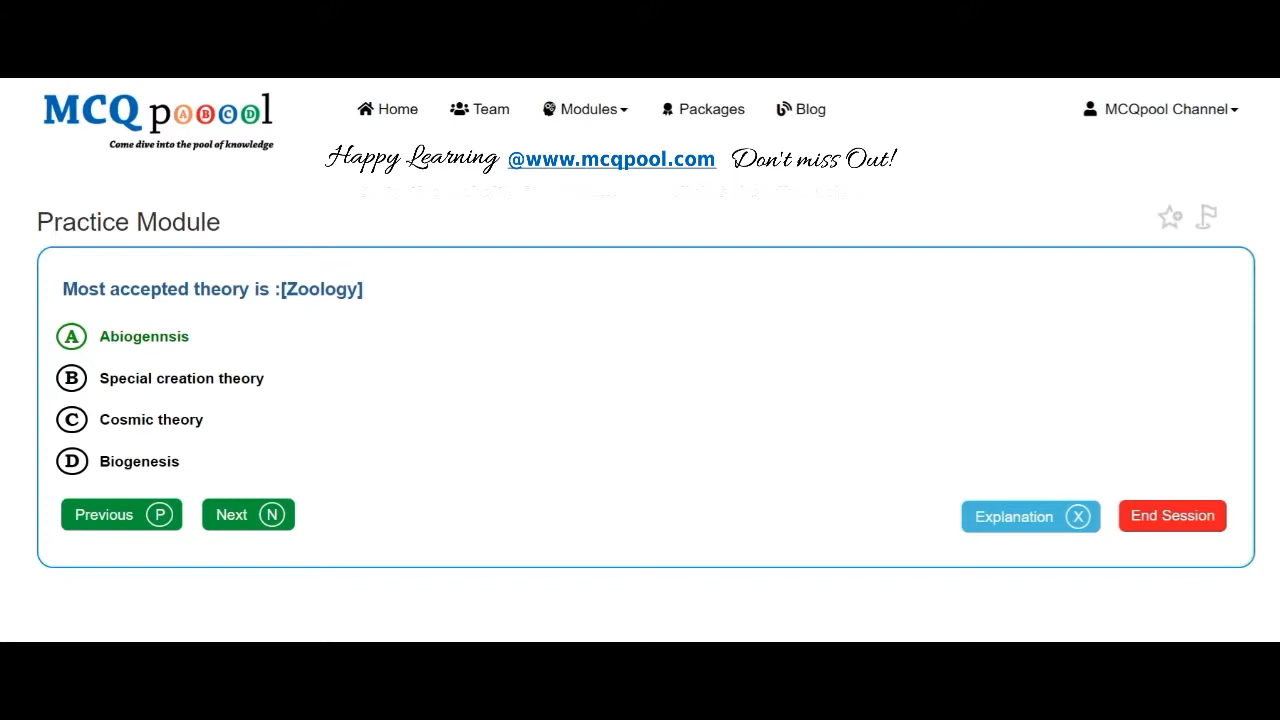 MCQ pooool
Come dive into the pool of knowledge
Home Team Modules Packages Blog MCQpool Channel
Happy Learning @www.mcqpool.com Don't miss Out!
Practice Module
Most accepted theory is :[Zoology]
A Abiogennsis
B Special creation theory
C Cosmic theory
D Biogenesis
Previous P Next N Explanation X End Session